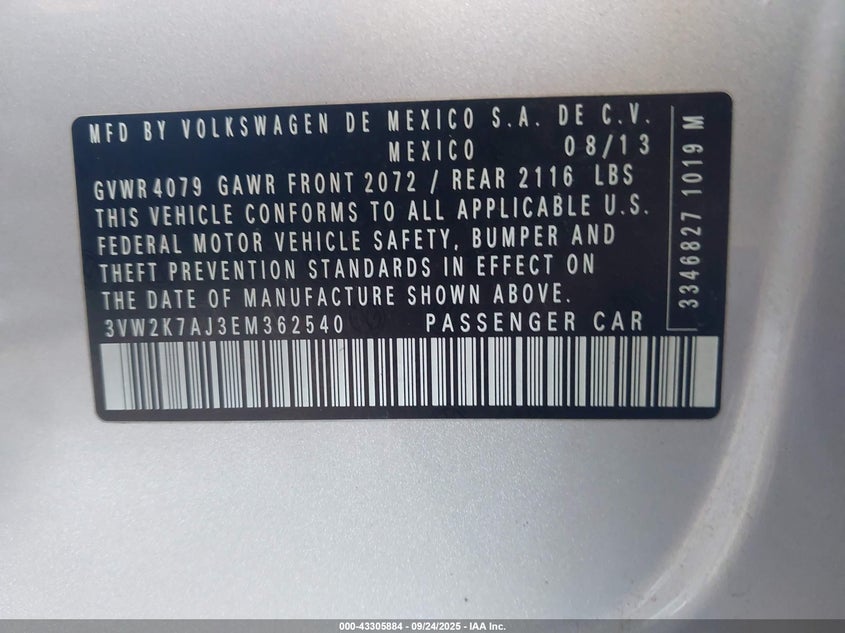 MFD BY VOLKSWAGEN DE MEXICO S.A. DE C.V.
MEXICO 08/13
GVWR 4079 GAWR FRONT 2072 / REAR 2116 LBS
THIS VEHICLE CONFORMS TO ALL APPLICABLE U.S.
FEDERAL MOTOR VEHICLE SAFETY, BUMPER AND
THEFT PREVENTION STANDARDS IN EFFECT ON
THE DATE OF MANUFACTURE SHOWN ABOVE.
3VW2K7AJ3EM362540 PASSENGER CAR
3346827 1019 M
000-43305884 - 09/24/2025 - IAA Inc.